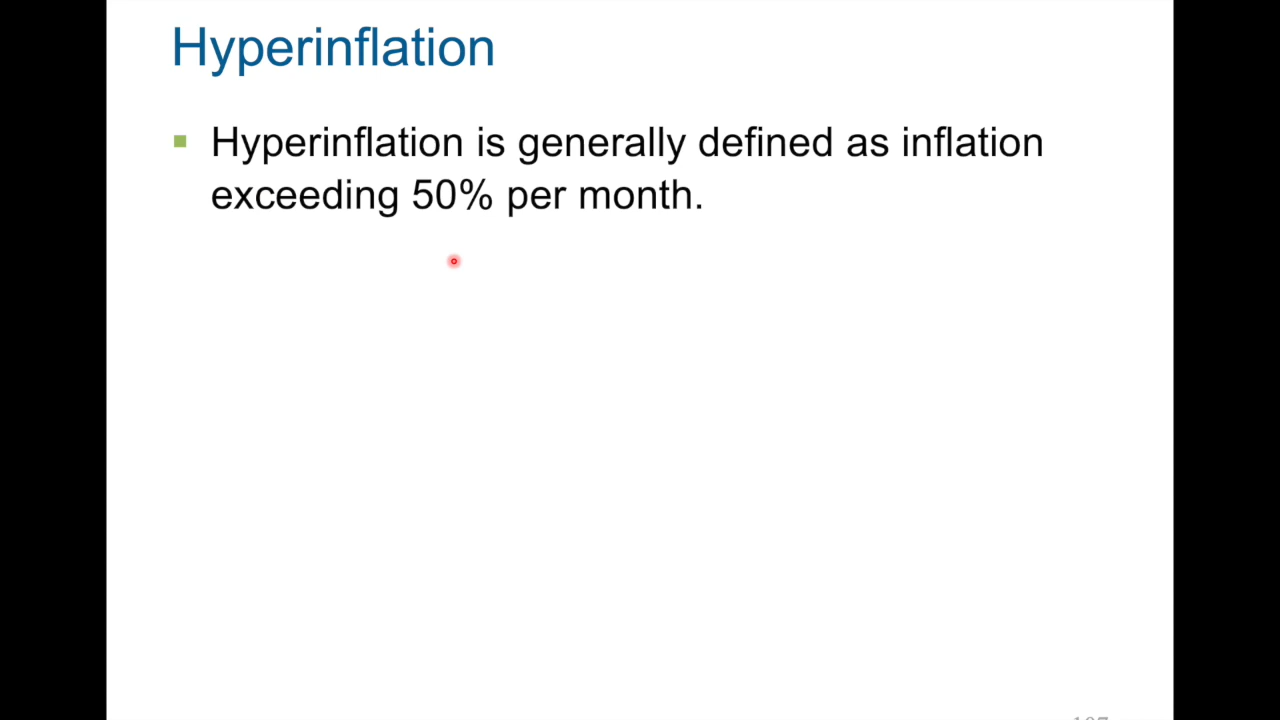 Hyperinflation
Hyperinflation is generally defined as inflation
exceeding 50% per month.